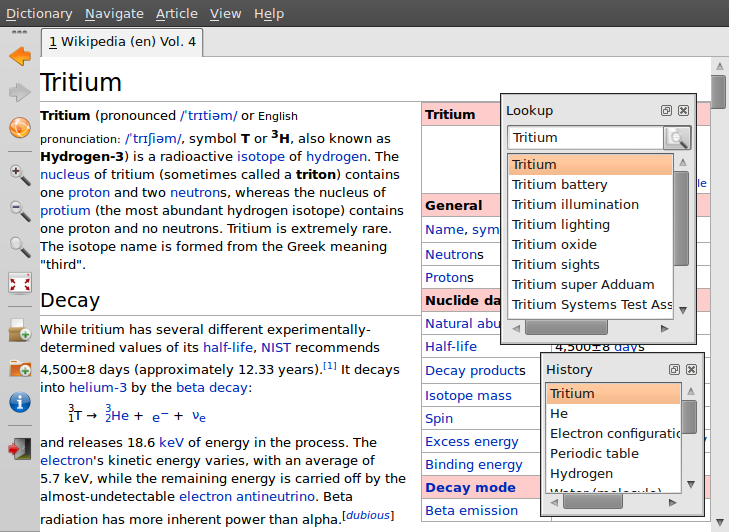 Dictionary Navigate Article View Help
1 Wikipedia (en) Vol. 4
Tritium
Tritium (pronounced /ˈtrɪtiəm/ or English
pronunciation: /ˈtrɪʃiəm/, symbol T or ³H, also known as
Hydrogen-3) is a radioactive isotope of hydrogen. The
nucleus of tritium (sometimes called a triton) contains
one proton and two neutrons, whereas the nucleus of
protium (the most abundant hydrogen isotope) contains
one proton and no neutrons. Tritium is extremely rare.
The isotope name is formed from the Greek meaning
"third".
Decay
While tritium has several different experimentally-
determined values of its half-life, NIST recommends
4,500±8 days (approximately 12.33 years).[1] It decays
into helium-3 by the beta decay:
³₁T → ³₂He + e⁻ + νₑ
and releases 18.6 keV of energy in the process. The
electron's kinetic energy varies, with an average of
5.7 keV, while the remaining energy is carried off by the
almost-undetectable electron antineutrino. Beta
radiation has more inherent power than alpha.[dubious]
Tritium
General
Name, sym
Neutrons
Protons
Nuclide da
Natural abu
Half-life 4,500±8 days
Decay products
Isotope mass
Spin
Excess energy
Binding energy
Decay mode
Beta emission
le
Lookup
Tritium
Tritium
Tritium battery
Tritium illumination
Tritium lighting
Tritium oxide
Tritium sights
Tritium super Adduam
Tritium Systems Test Ass
History
Tritium
He
Electron configuratio
Periodic table
Hydrogen
Water (molecule)